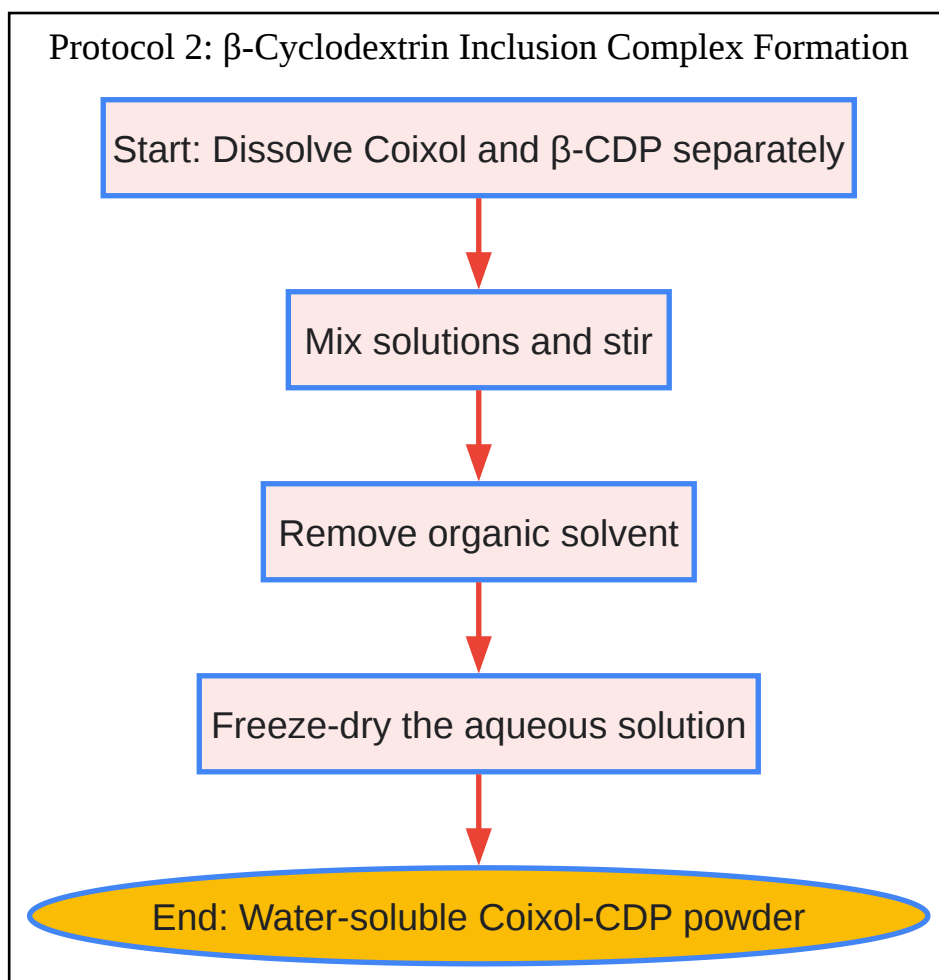 Protocol 2: β-Cyclodextrin Inclusion Complex Formation
Start: Dissolve Coixol and β-CDP separately
Mix solutions and stir
Remove organic solvent
Freeze-dry the aqueous solution
End: Water-soluble Coixol-CDP powder